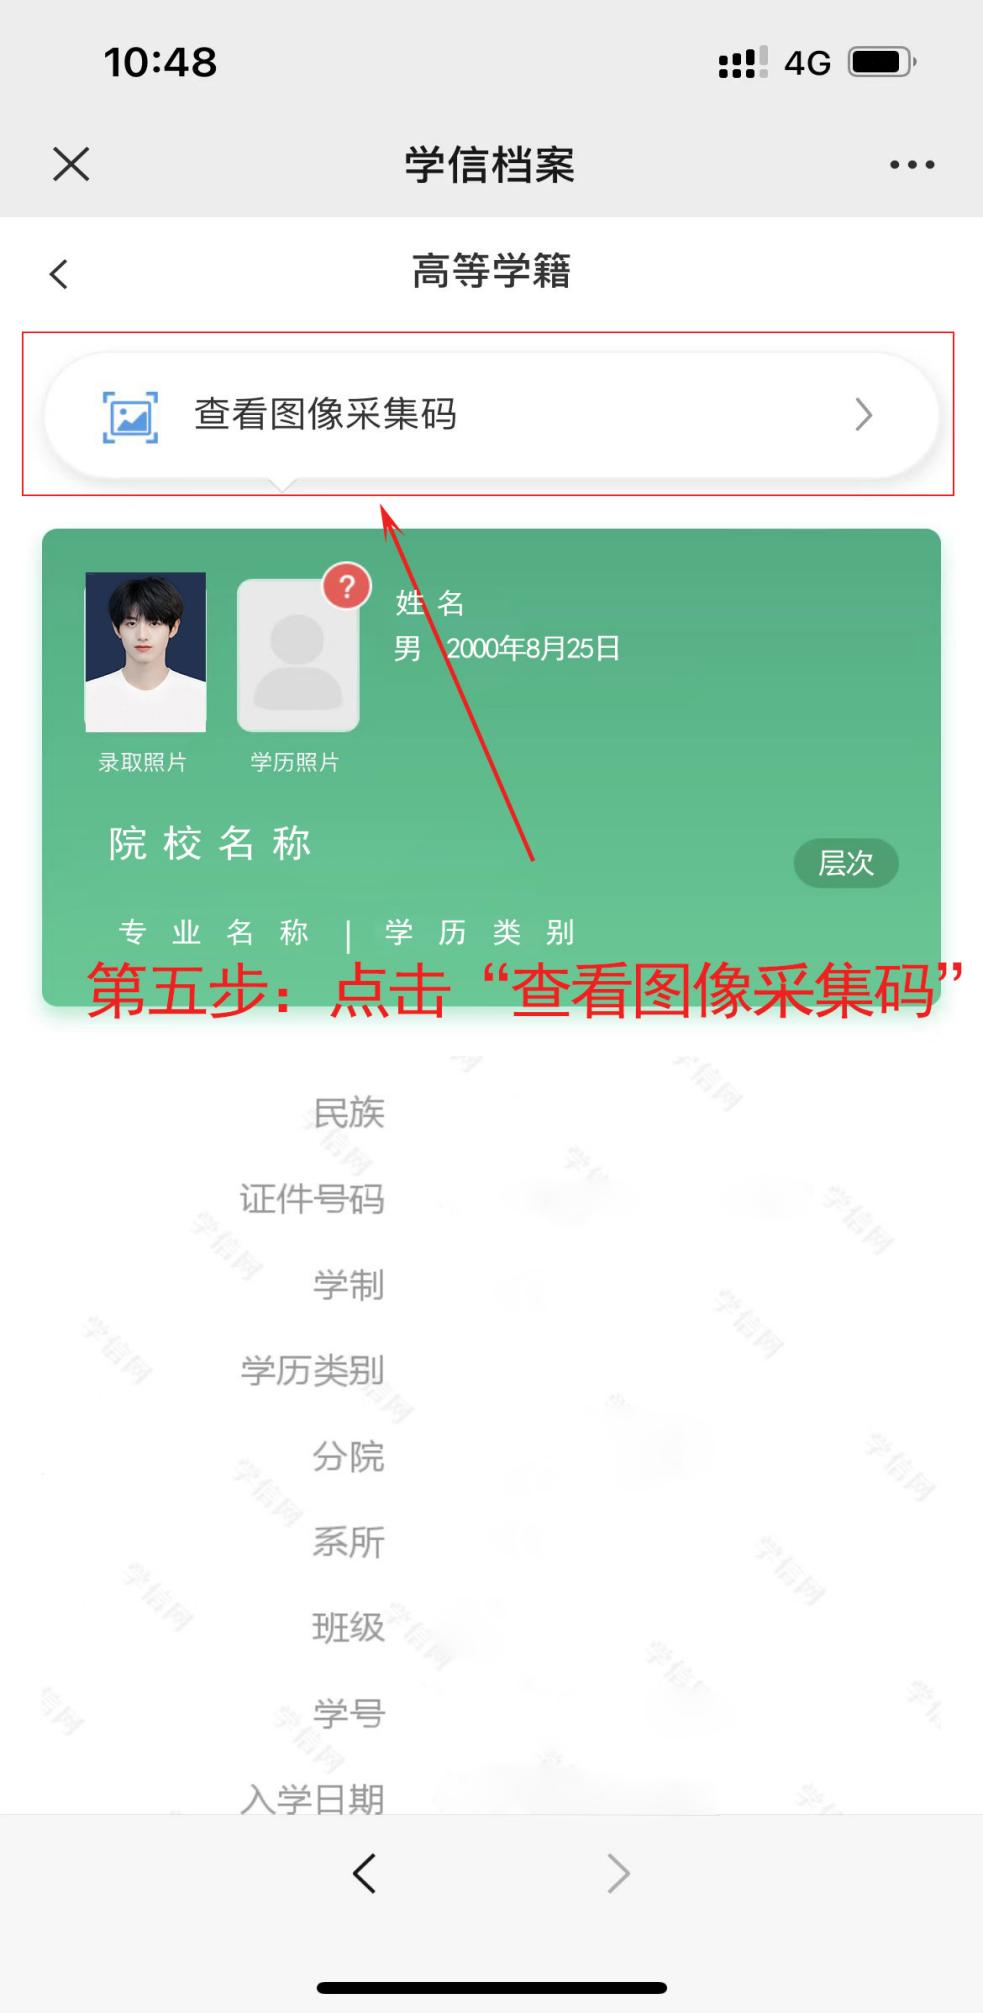 10:48 4G
学信档案
高等学籍
查看图像采集码
?
姓名
男 2000年8月25日
录取照片 学历照片
院校名称
层次
专业名称 | 学历类别
第五步：点击“查看图像采集码”
民族
证件号码
学制
学历类别
分院
系所
班级
学号
入学日期
学信网